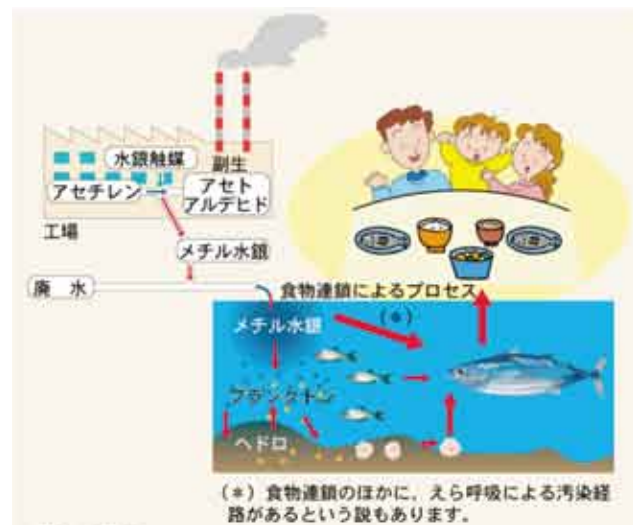 水銀触媒
副生
アセチレン
アセト
アルデヒド
工場
メチル水銀
廃 水
食物連鎖によるプロセス
(*)
メチル水銀
プランクトン
ヘドロ
(*) 食物連鎖のほかに、えら呼吸による汚染経
路があるという説もあります。